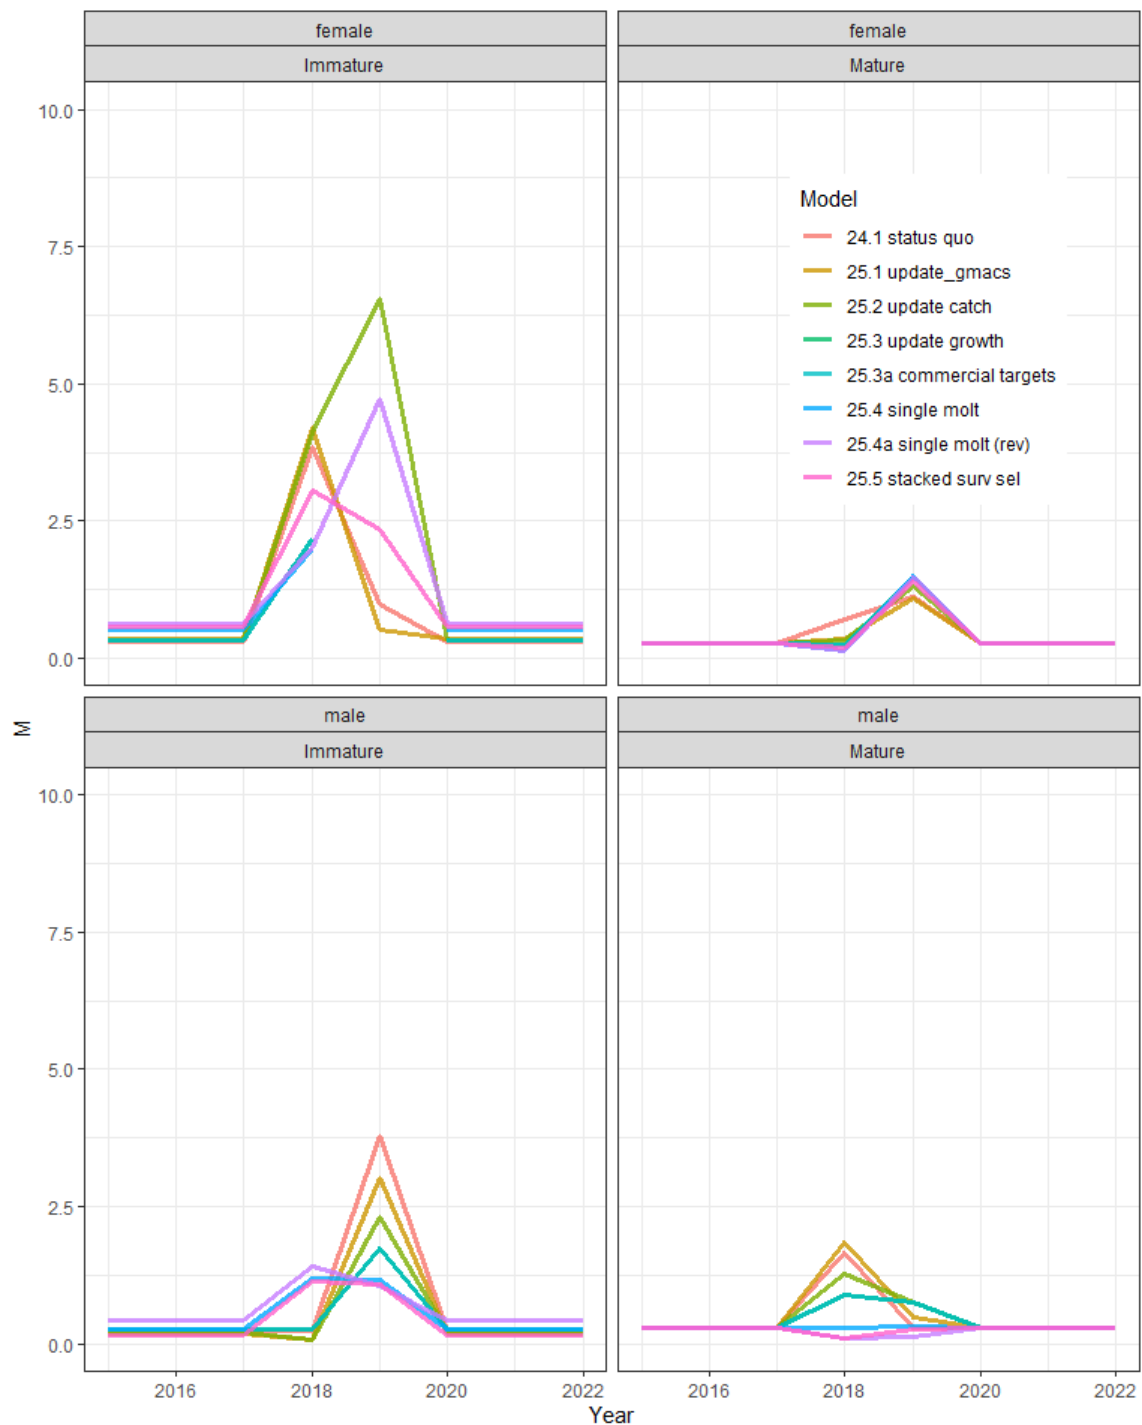 female
female
Immature
Mature
10.0
7.5
5.0
2.5
0.0
Model
24.1 status quo
25.1 update_gmacs
25.2 update catch
25.3 update growth
25.3a commercial targets
25.4 single molt
25.4a single molt (rev)
25.5 stacked surv sel
M
male
male
Immature
Mature
10.0
7.5
5.0
2.5
0.0
2016
2018
2020
2022
2016
2018
2020
2022
Year